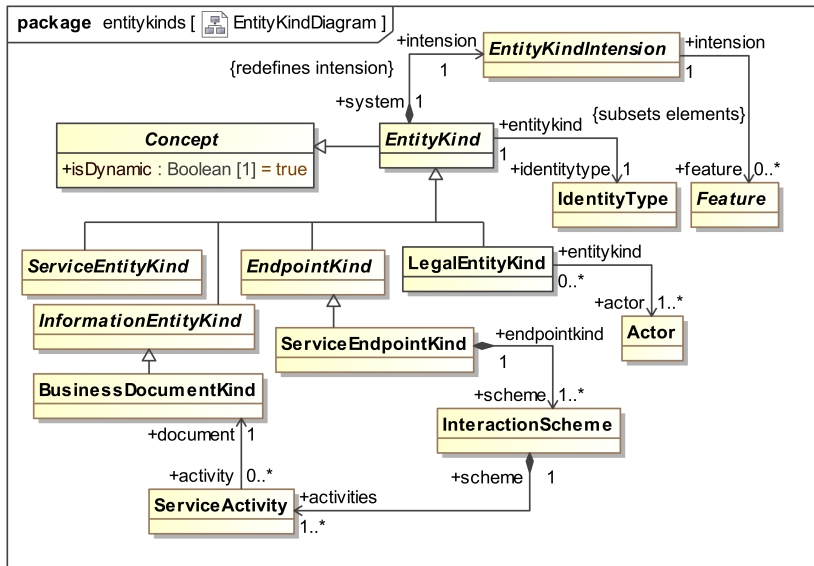 package entitykinds [ EntityKindDiagram ]
+intension
EntityKindIntension
+intension
1
1
{redefines intension}
+system 1
{subsets elements}
Concept
+isDynamic : Boolean [1] = true
EntityKind
+entitykind
1
+identitytype 1
+feature 0..*
IdentityType
Feature
ServiceEntityKind
EndpointKind
LegalEntityKind
+entitykind
0..*
+actor 1..*
InformationEntityKind
ServiceEndpointKind
+endpointkind
1
Actor
BusinessDocumentKind
+scheme 1..*
InteractionScheme
+document 1
+activity 0..*
+scheme 1
ServiceActivity
+activities
1..*